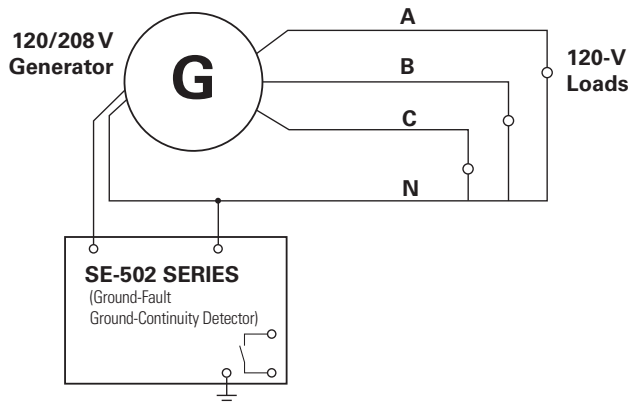 120/208 V
Generator
G
A
B
C
N
120-V
Loads
SE-502 SERIES
(Ground-Fault
Ground-Continuity Detector)